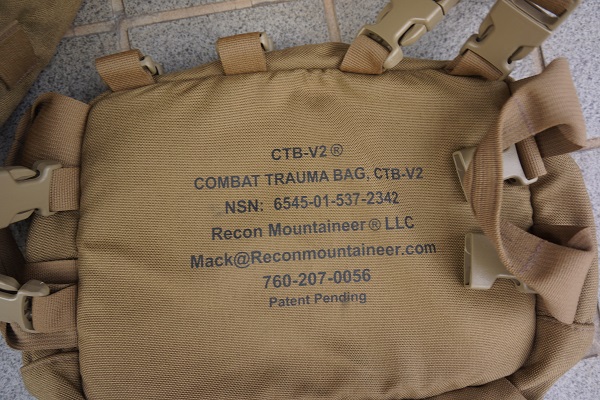 CTB-V2 ®
COMBAT TRAUMA BAG, CTB-V2
NSN: 6545-01-537-2342
Recon Mountaineer ® LLC
Mack@Reconmountaineer.com
760-207-0056
Patent Pending